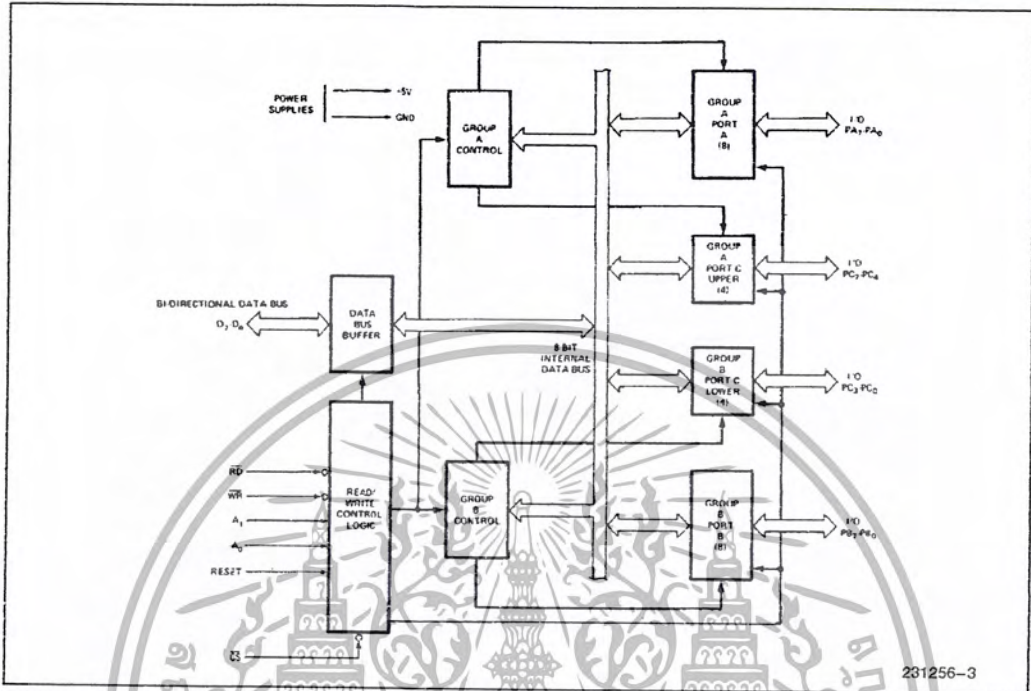 POWER
SUPPLIES
+5V
GND
GROUP
A
CONTROL
GROUP
A
PORT
A
(8)
I/O
PA7-PA0
GROUP
A
PORT C
UPPER
(4)
I/O
PC7-PC4
BI-DIRECTIONAL DATA BUS
D7-D0
DATA
BUS
BUFFER
8 BIT
INTERNAL
DATA BUS
GROUP
B
PORT C
LOWER
(4)
I/O
PC3-PC0
RD
WR
A1
A0
RESET
CS
READ/
WRITE
CONTROL
LOGIC
GROUP
B
CONTROL
GROUP
B
PORT
B
(8)
I/O
PB7-PB0
231256-3